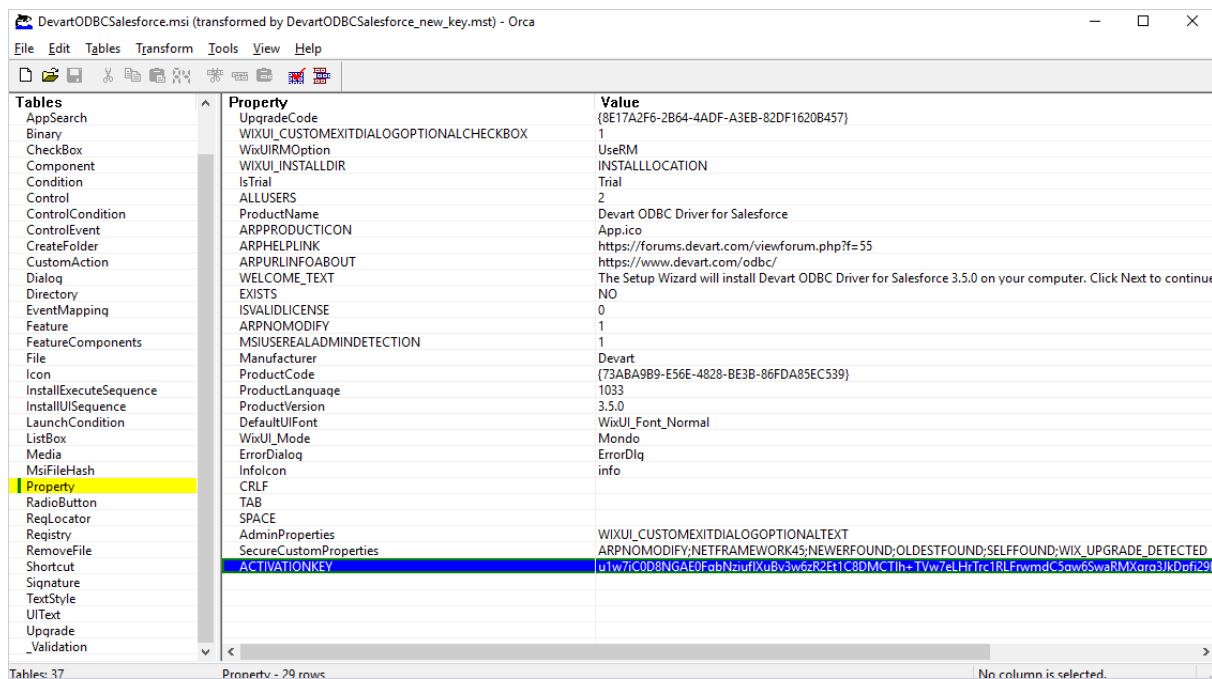 DevartODBCSalesforce.msi (transformed by DevartODBCSalesforce_new_key.mst) - Orca
File Edit Tables Transform Tools View Help
Tables
AppSearch
Binary
CheckBox
Component
Condition
Control
ControlCondition
ControlEvent
CreateFolder
CustomAction
Dialog
Directory
EventMapping
Feature
FeatureComponents
File
Icon
InstallExecuteSequence
InstallUISequence
LaunchCondition
ListBox
Media
MsiFileHash
Property
RadioButton
RegLocator
Registry
RemoveFile
Shortcut
Signature
TextStyle
UIText
Upgrade
_Validation
Property Value
UpgradeCode {8E17A2F6-2B64-4ADF-A3EB-82DF1620B457}
WIXUI_CUSTOMEXITDIALOGOPTIONALCHECKBOX 1
WixUIRMOption UseRM
WIXUI_INSTALLDIR INSTALLLOCATION
IsTrial Trial
ALLUSERS 2
ProductName Devart ODBC Driver for Salesforce
ARPPRODUCTICON App.ico
ARPHELPLINK https://forums.devart.com/viewforum.php?f=55
ARPURLINFOABOUT https://www.devart.com/odbc/
WELCOME_TEXT The Setup Wizard will install Devart ODBC Driver for Salesforce 3.5.0 on your computer. Click Next to continue
EXISTS NO
ISVALIDLICENSE 0
ARPNOMODIFY 1
MSIUSEREALADMINDETECTION 1
Manufacturer Devart
ProductCode {73ABA9B9-E56E-4828-BE3B-86FDA85EC539}
ProductLanguage 1033
ProductVersion 3.5.0
DefaultUIFont WixUI_Font_Normal
WixUI_Mode Mondo
ErrorDialog ErrorDlg
InfoIcon info
CRLF
TAB
SPACE
AdminProperties WIXUI_CUSTOMEXITDIALOGOPTIONALTEXT
SecureCustomProperties ARPNOMODIFY;NETFRAMEWORK45;NEWERFOUND;OLDESTFOUND;SELFFOUND;WIX_UPGRADE_DETECTED
ACTIVATIONKEY
Tables: 37 Property - 29 rows No column is selected.